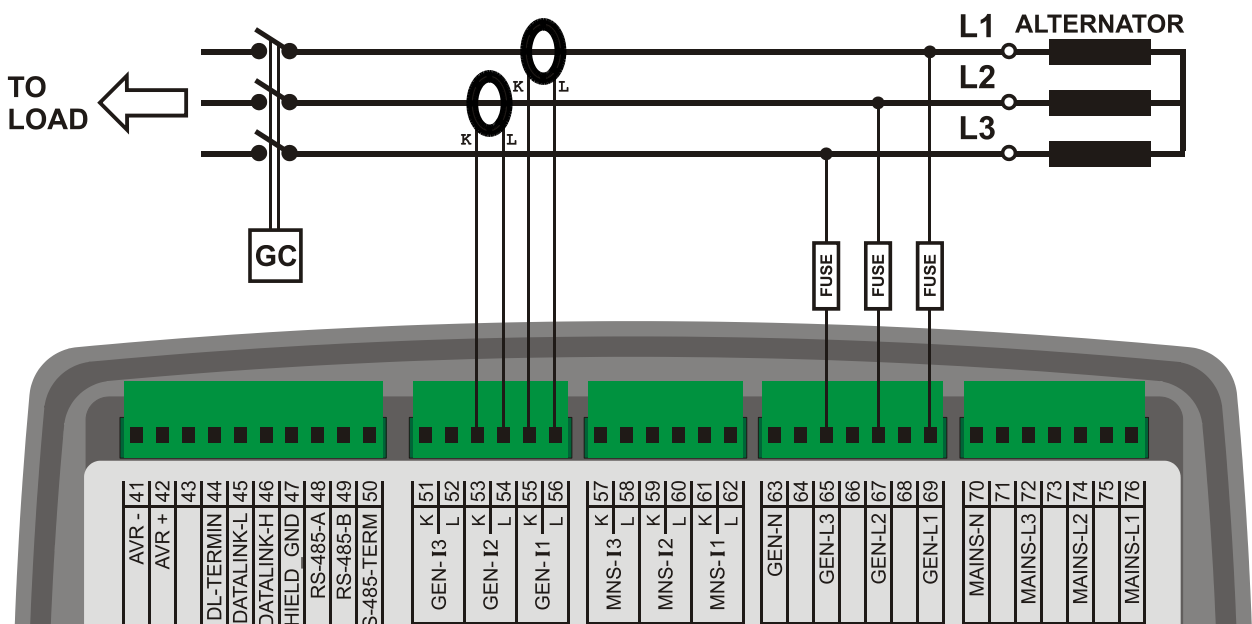 L1 ALTERNATOR
L2
L3
TO
LOAD
K L
K L
GC
FUSE FUSE FUSE
41 42 43 44 45 46 47 48 49 50
AVR - AVR + DL-TERMIN DATALINK-L DATALINK-H HIELD_GND RS-485-A RS-485-B S-485-TERM
51 52 53 54 55 56
K L K L K L
GEN-I3 GEN-I2 GEN-I1
57 58 59 60 61 62
K L K L K L
MNS-I3 MNS-I2 MNS-I1
63 64 65 66 67 68 69
GEN-N GEN-L3 GEN-L2 GEN-L1
70 71 72 73 74 75 76
MAINS-N MAINS-L3 MAINS-L2 MAINS-L1